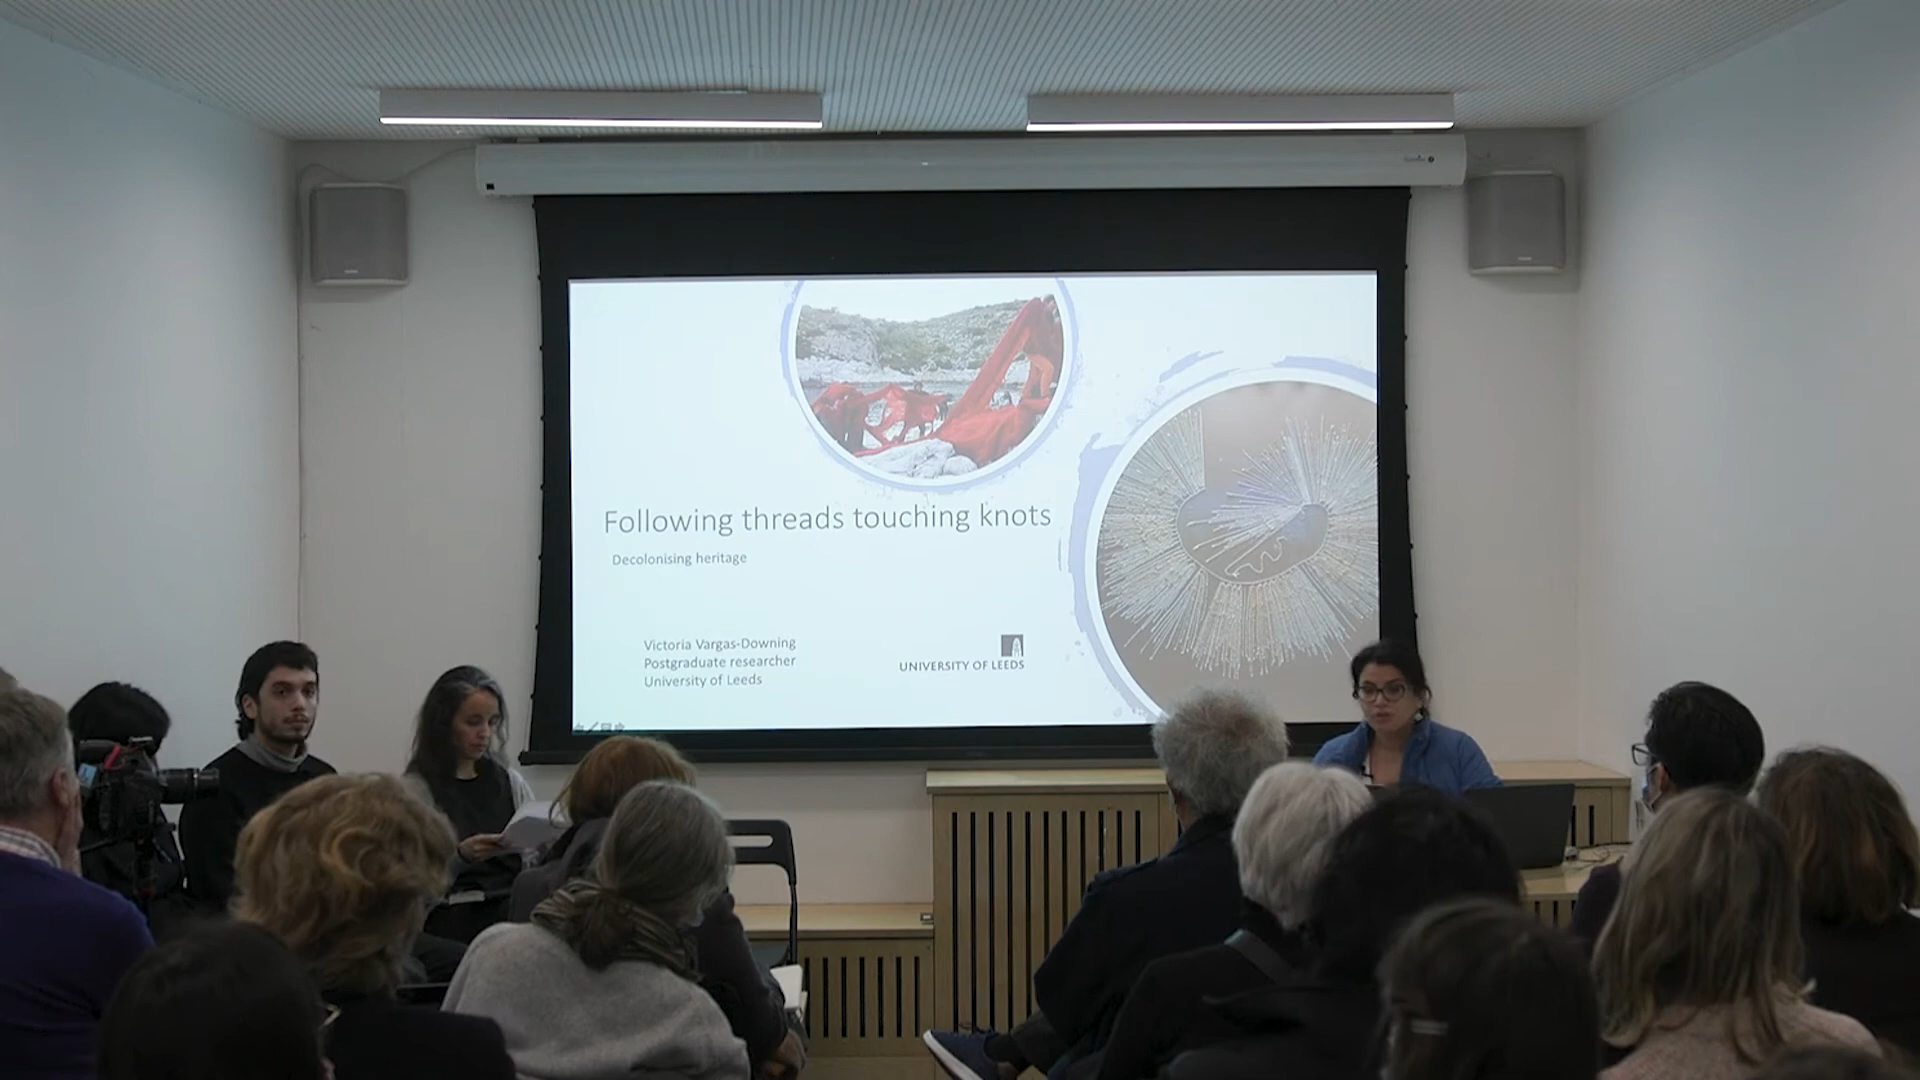 Following threads touching knots
Decolonising heritage
Victoria Vargas-Downing
Postgraduate researcher
University of Leeds
UNIVERSITY OF LEEDS